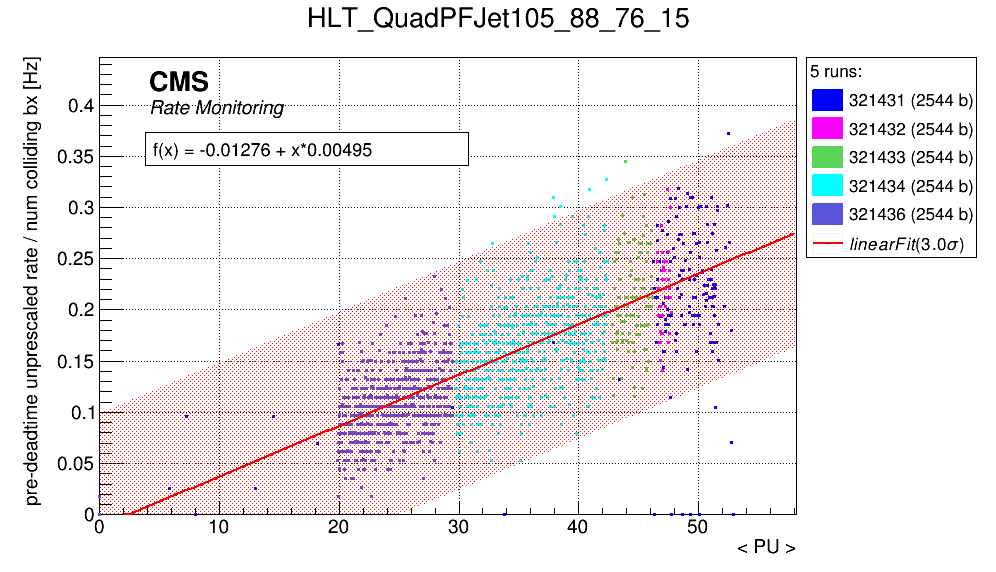 HLT_QuadPFJet105_88_76_15
pre-deadtime unprescaled rate / num colliding bx [Hz]
CMS
Rate Monitoring
f(x) = -0.01276 + x*0.00495
0.4
0.35
0.3
0.25
0.2
0.15
0.1
0.05
0
0 10 20 30 40 50
< PU >
5 runs:
321431 (2544 b)
321432 (2544 b)
321433 (2544 b)
321434 (2544 b)
321436 (2544 b)
linearFit(3.0σ)